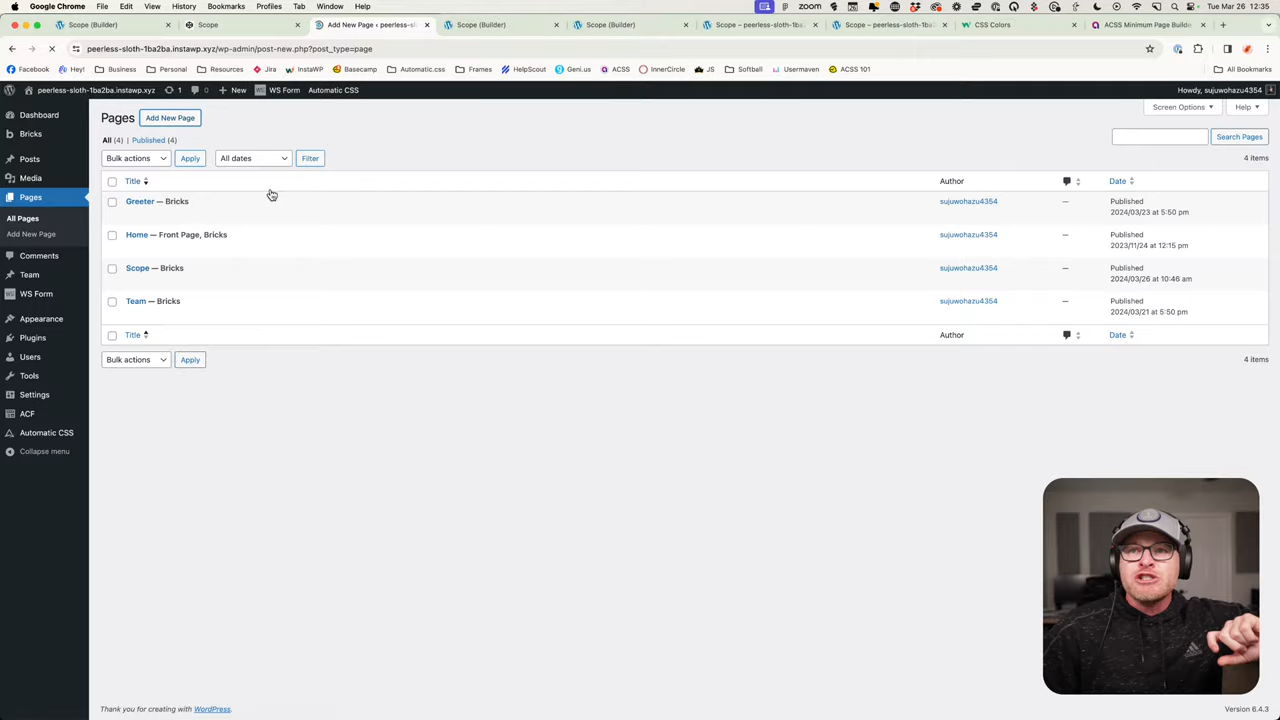 Google Chrome File Edit View History Bookmarks Profiles Tab Window Help zoom Tue Mar 26 12:35
Scope (Builder) Scope Add New Page ‹ peerless-sl Scope (Builder) Scope (Builder) Scope – peerless-sloth-1ba Scope – peerless-sloth-1ba2 CSS Colors ACSS Minimum Page Builde
peerless-sloth-1ba2ba.instawp.xyz/wp-admin/post-new.php?post_type=page
Facebook Hey! Business Personal Resources Jira InstaWP Basecamp Automatic.css Frames HelpScout Geni.us ACSS InnerCircle JS Softball Usermaven ACSS 101 All Bookmarks
peerless-sloth-1ba2ba.instawp.xyz 1 0 New WS Form Automatic CSS Howdy, sujuwohazu4354
Dashboard
Bricks
Posts
Media
Pages
All Pages
Add New Page
Comments
Team
WS Form
Appearance
Plugins
Users
Tools
Settings
ACF
Automatic CSS
Collapse menu
Screen Options Help
Pages Add New Page
All (4) | Published (4)
Search Pages
Bulk actions Apply All dates Filter 4 items
Title Author Date
Greeter — Bricks sujuwohazu4354 — Published
2024/03/23 at 5:50 pm
Home — Front Page, Bricks sujuwohazu4354 — Published
2023/11/24 at 12:15 pm
Scope — Bricks sujuwohazu4354 — Published
2024/03/26 at 10:46 am
Team — Bricks sujuwohazu4354 — Published
2024/03/21 at 5:50 pm
Title Author Date
Bulk actions Apply 4 items
Thank you for creating with WordPress. Version 6.4.3